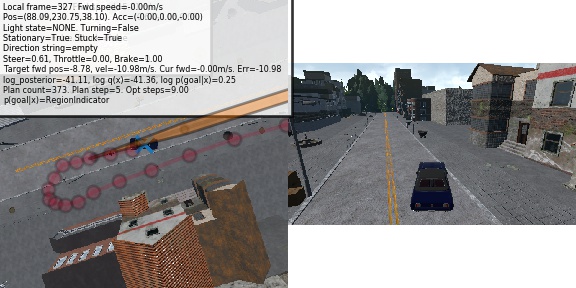 Local frame=327. Fwd speed=-0.00m/s
Pos=(88.09,230.75,38.10). Acc=(-0.00,0.00,-0.00)
Light state=NONE. Turning=False
Stationary=True. Stuck=True
Direction string=empty
Steer=0.61, Throttle=0.00, Brake=1.00
Target fwd pos=-8.78, vel=-10.98m/s. Cur fwd=-0.00m/s. Err=-10.98
log_posterior=-41.11, log q(x)=-41.36, log p(goal|x)=0.25
Plan count=373. Plan step=5. Opt steps=9.00
p(goal|x)=RegionIndicator